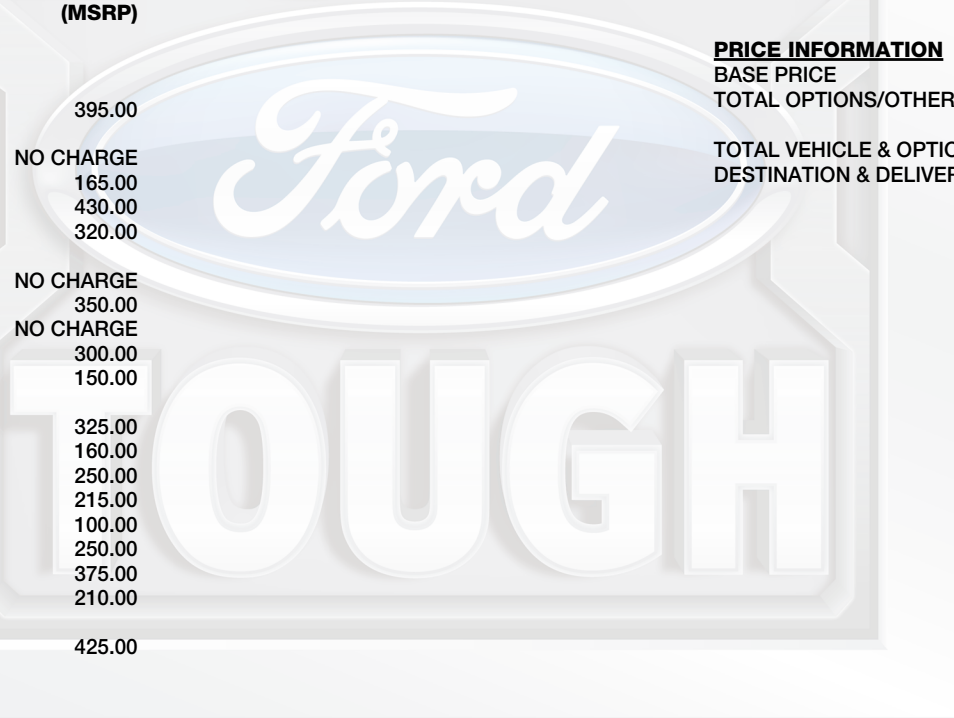 (MSRP)
395.00
NO CHARGE
165.00
430.00
320.00
NO CHARGE
350.00
NO CHARGE
300.00
150.00
325.00
160.00
250.00
215.00
100.00
250.00
375.00
210.00
425.00
PRICE INFORMATION
BASE PRICE
TOTAL OPTIONS/OTHER
TOTAL VEHICLE & OPTIO
DESTINATION & DELIVER
Ford
TOUGH